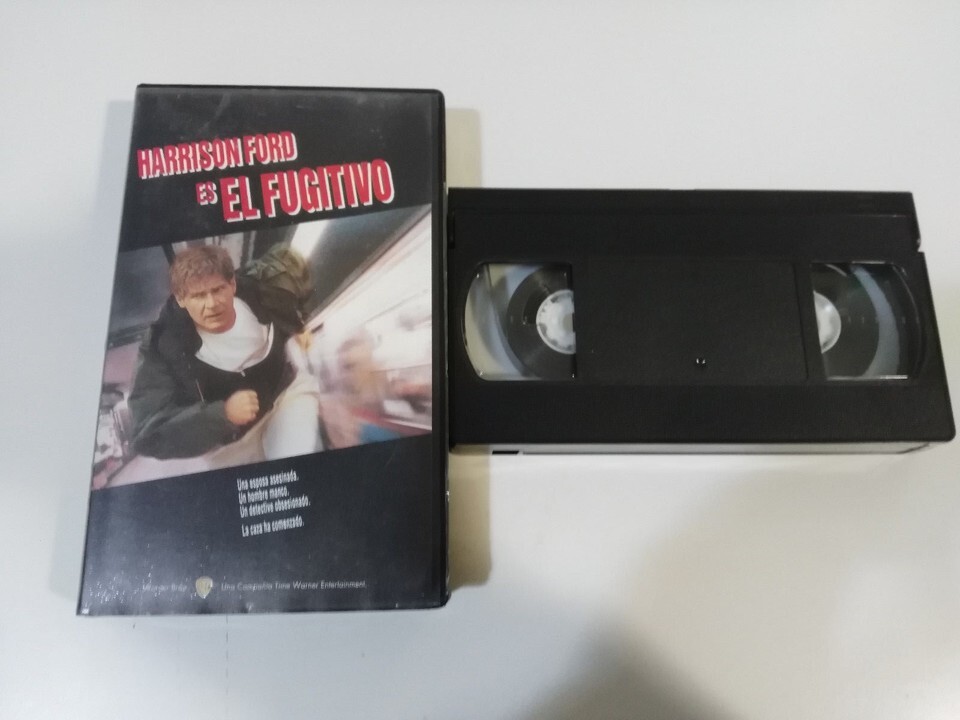 HARRISON FORD
ES EL FUGITIVO
Una esposa asesinada.
Un hombre manco.
Un detective obsesionado.
La caza ha comenzado.
Una Compañía Time Warner Entertainment